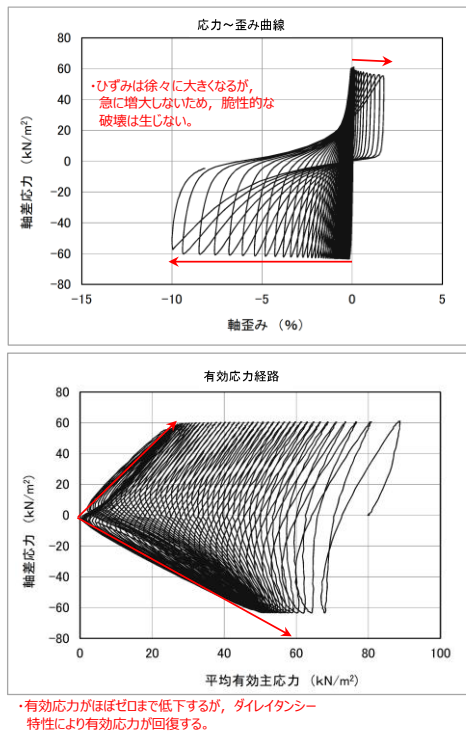 応力～歪み曲線
・ひずみは徐々に大きくなるが，
急に増大しないため，脆性的な
破壊は生じない。
80
60
40
20
0
-20
-40
-60
-80
軸差応力 （kN/m²）
-15 -10 -5 0 5
軸歪み （%）
有効応力経路
80
60
40
20
0
-20
-40
-60
-80
軸差応力 （kN/m²）
0 20 40 60 80 100
平均有効主応力 （kN/m²）
・有効応力がほぼゼロまで低下するが，ダイレイタンシー
特性により有効応力が回復する。